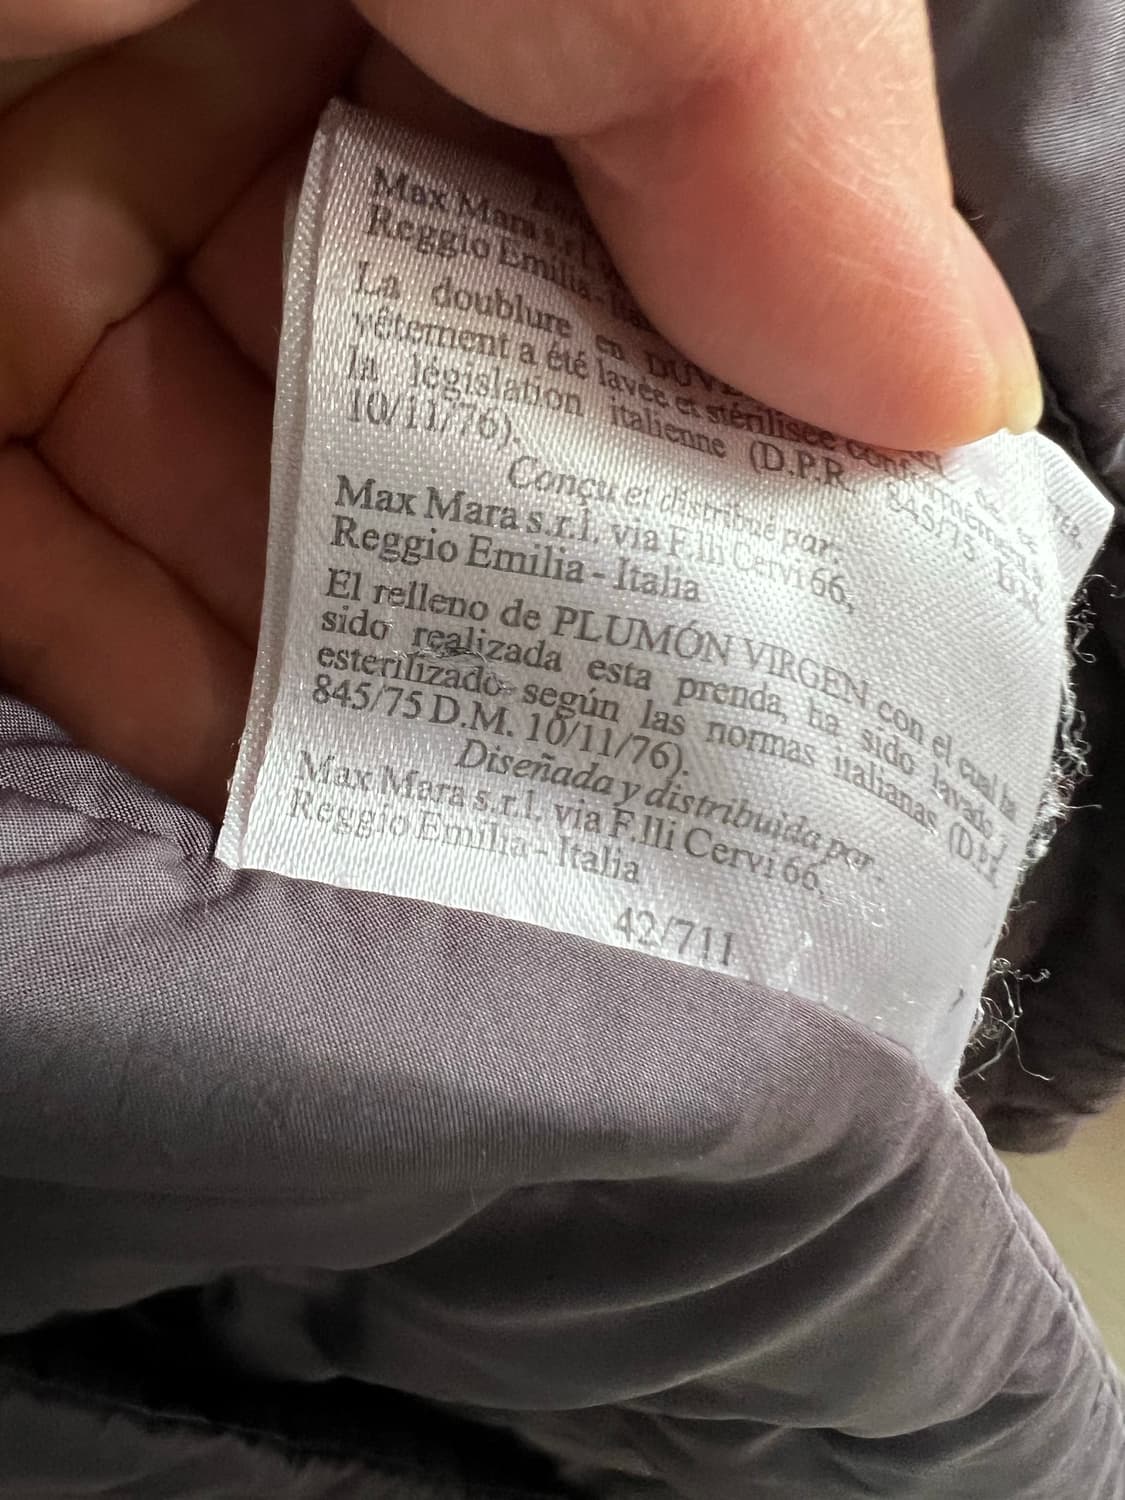 Max Mara s.r.l.
Reggio Emilia - Ita
La doublure en DUV
vêtement a été lavée et stérilisée
la législation italienne (D.P.R. 845/75 D.M.
10/11/76).
Conçu et distribué par:
Max Mara s.r.l. via F.lli Cervi 66,
Reggio Emilia - Italia
El relleno de PLUMÓN VIRGEN con el cual ha
sido realizada esta prenda, ha sido lavado
esterilizado según las normas italianas (D.P.R.
845/75 D.M. 10/11/76).
Diseñada y distribuida por:
Max Mara s.r.l. via F.lli Cervi 66,
Reggio Emilia - Italia
42/711